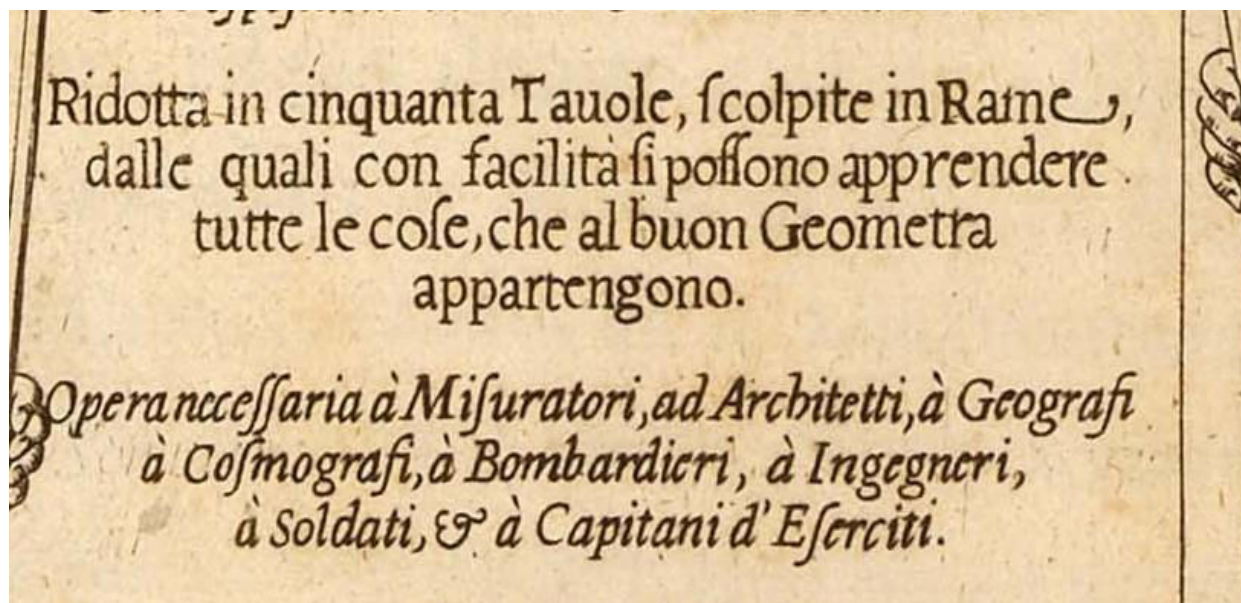 Ridotta in cinquanta Tauole, ſcolpite in Rame,
dalle quali con facilità ſi poſſono apprendere
tutte le coſe, che al buon Geometra
appartengono.
Opera neceſſaria à Miſuratori, ad Architetti, à Geografi
à Coſmografi, à Bombardieri, à Ingegneri,
à Soldati, & à Capitani d'Eſerciti.